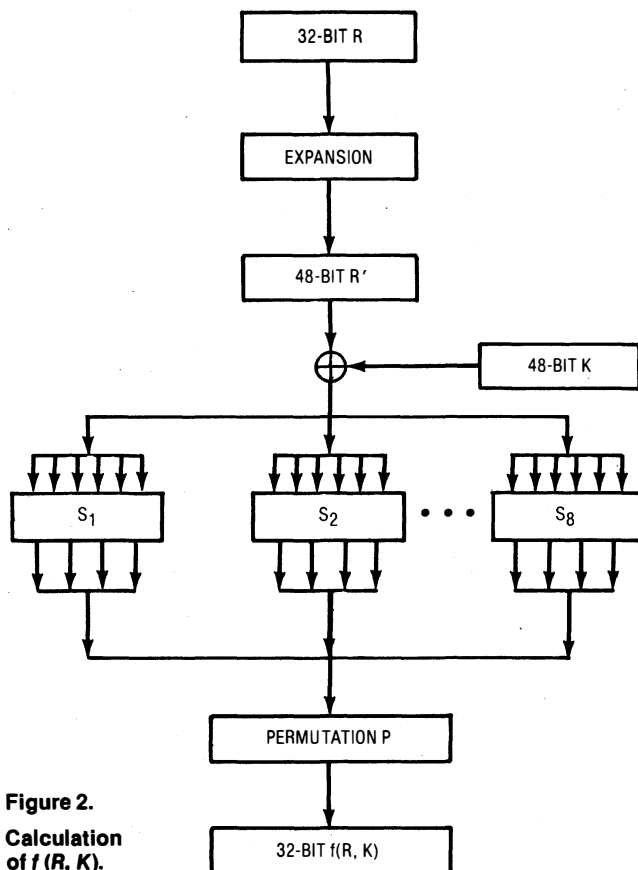 32-BIT R
EXPANSION
48-BIT R′
48-BIT K
S1 S2 • • • S8
PERMUTATION P
32-BIT f(R, K)
Figure 2.
Calculation
of f (R, K).